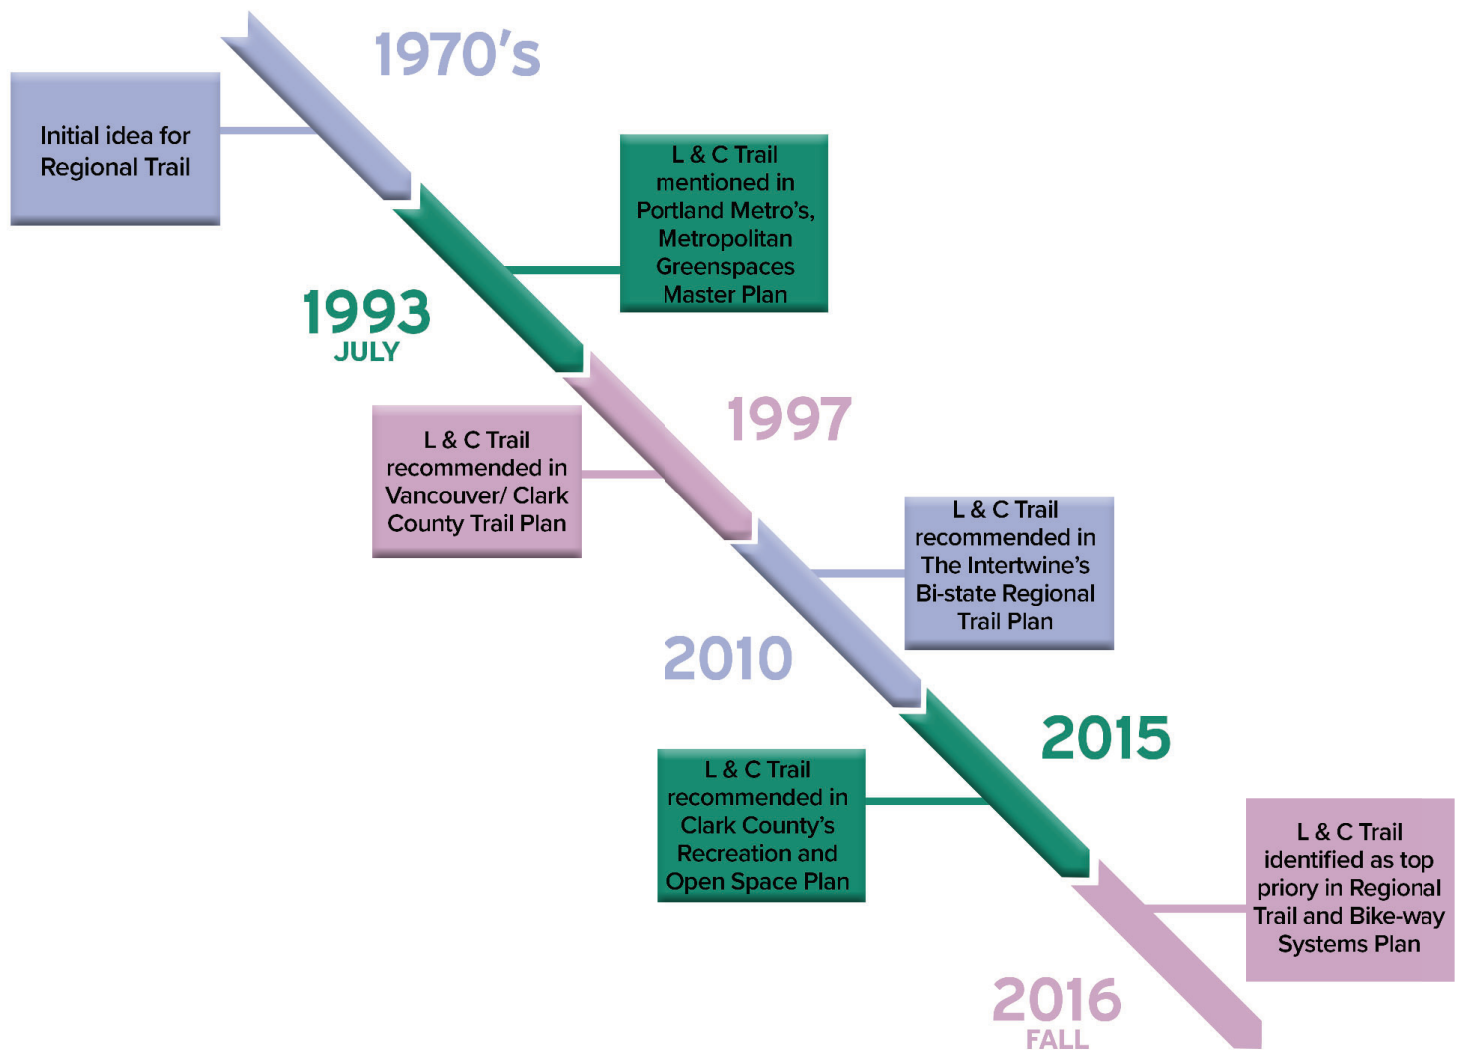 1970's
Initial idea for
Regional Trail
L & C Trail
mentioned in
Portland Metro’s,
Metropolitan
Greenspaces
Master Plan
1993
JULY
1997
L & C Trail
recommended in
Vancouver/ Clark
County Trail Plan
L & C Trail
recommended in
The Intertwine’s
Bi-state Regional
Trail Plan
2010
2015
L & C Trail
recommended in
Clark County’s
Recreation and
Open Space Plan
L & C Trail
identified as top
priory in Regional
Trail and Bike-way
Systems Plan
2016
FALL